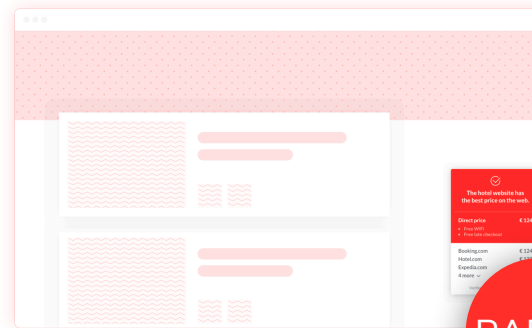 The hotel website has
the best price on the web.
Direct price € 124
Free WiFi
Free late checkout
Booking.com € 124
Hotel.com
Expedia.com
4 more